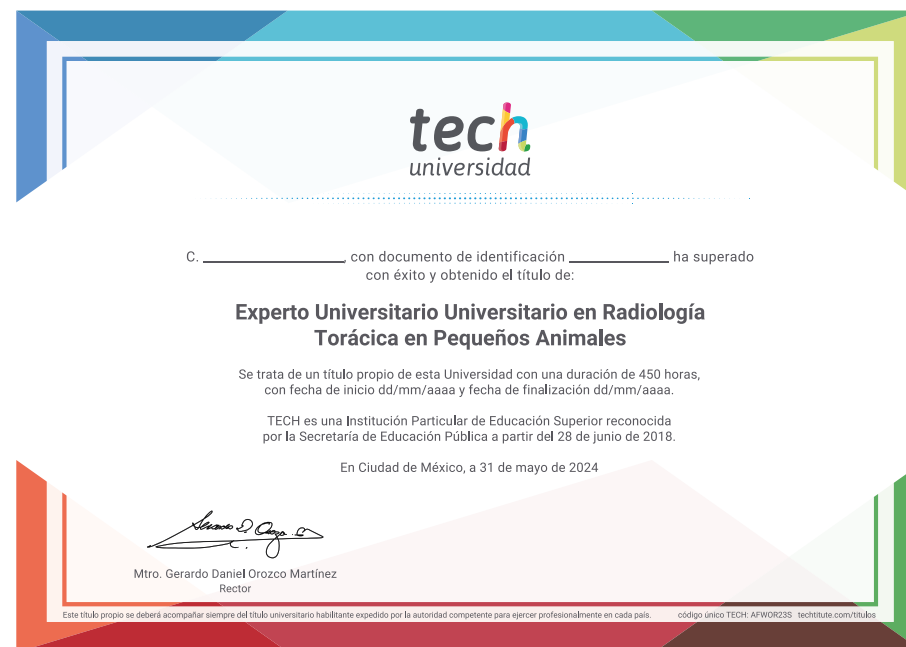 tech
universidad
C. ____________, con documento de identificación ____________ ha superado
con éxito y obtenido el título de:
Experto Universitario Universitario en Radiología
Torácica en Pequeños Animales
Se trata de un título propio de esta Universidad con una duración de 450 horas,
con fecha de inicio dd/mm/aaaa y fecha de finalización dd/mm/aaaa.
TECH es una Institución Particular de Educación Superior reconocida
por la Secretaría de Educación Pública a partir del 28 de junio de 2018.
En Ciudad de México, a 31 de mayo de 2024
Mtro. Gerardo Daniel Orozco Martínez
Rector
Este título propio se deberá acompañar siempre del título universitario habilitante expedido por la autoridad competente para ejercer profesionalmente en cada país. código único TECH: AFWOR23S techtitute.com/titulos